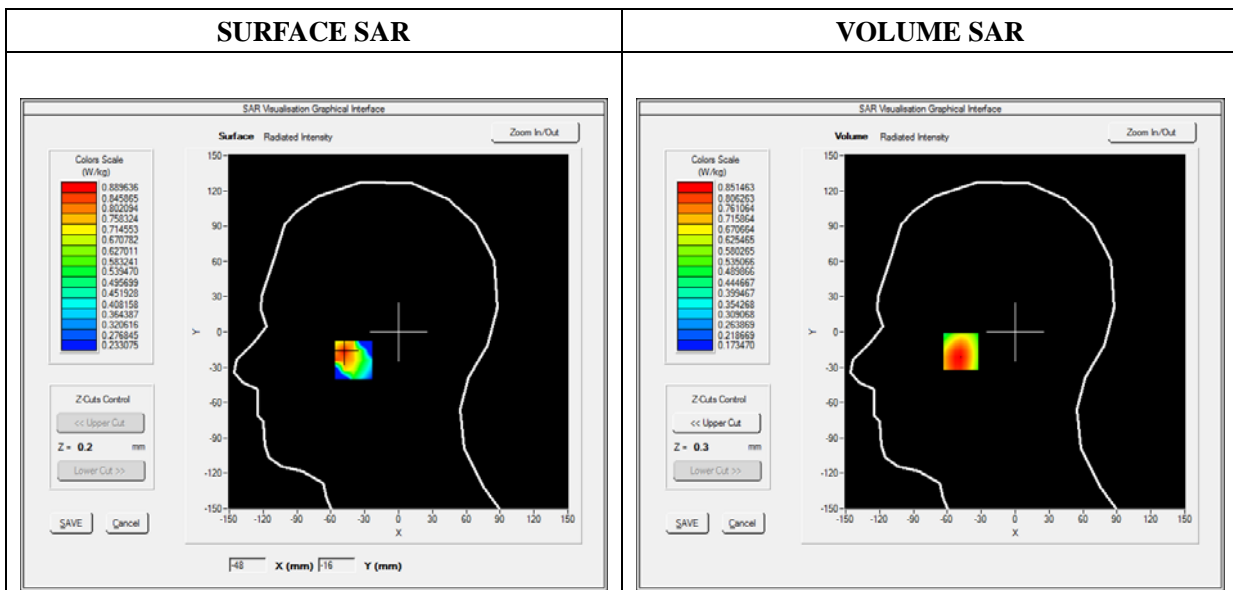 SURFACE SAR
VOLUME SAR
SAR Visualisation Graphical Interface
Surface Radiated Intensity
Zoom In/Out
Colors Scale
(W/kg)
0.889636
0.845865
0.802094
0.758324
0.714553
0.670782
0.627011
0.583241
0.539470
0.495699
0.451928
0.408158
0.364387
0.320616
0.276845
0.233075
Z-Cuts Control
<< Upper Cut
Z = 0.2 mm
Lower Cut >>
SAVE Cancel
150
120
90
60
30
0
-30
-60
-90
-120
-150
Y
-150 -120 -90 -60 -30 0 30 60 90 120 150
X
-48 X (mm) -16 Y (mm)
SAR Visualisation Graphical Interface
Volume Radiated Intensity
Zoom In/Out
Colors Scale
(W/kg)
0.851463
0.806263
0.761064
0.715864
0.670664
0.625465
0.580265
0.535066
0.489866
0.444667
0.399467
0.354268
0.309068
0.263869
0.218669
0.173470
Z-Cuts Control
<< Upper Cut
Z = 0.3 mm
Lower Cut >>
SAVE Cancel
150
120
90
60
30
0
-30
-60
-90
-120
-150
Y
-150 -120 -90 -60 -30 0 30 60 90 120 150
X